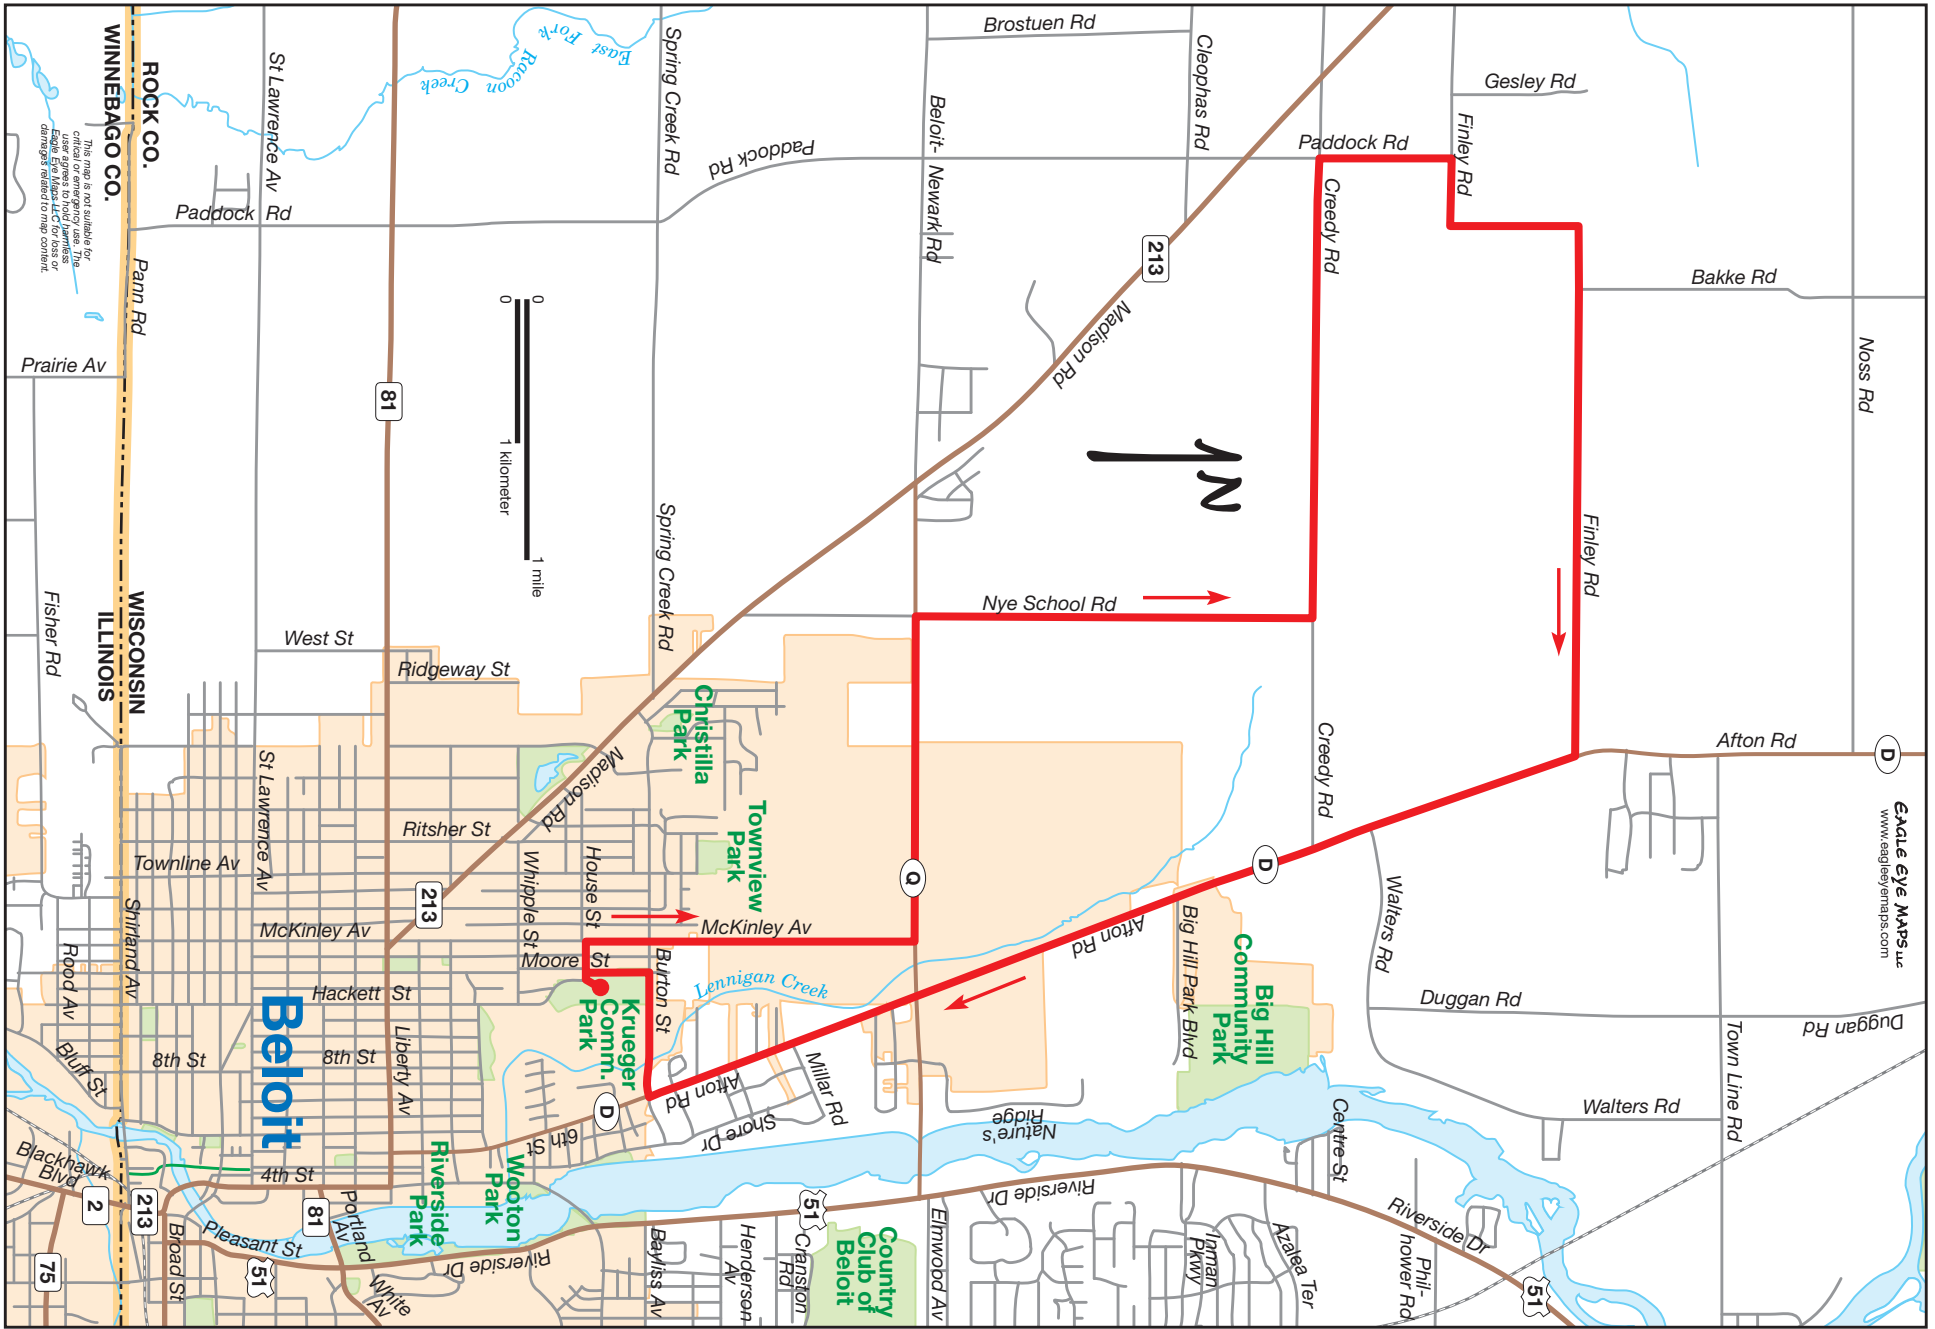 Brostuen Rd
Cleophas Rd
Gesley Rd
Finley Rd
Paddock Rd
Creedy Rd
Bakke Rd
Noss Rd
Spring Creek Rd
Beloit-
Newark Rd
East Fork
Racoon
Creek
ROCK CO.
WINNEBAGO CO.
St Lawrence Av
This map is not suitable for
critical or emergency use. The
user agrees to hold harmless
Eagle Eye Maps LLC for loss or
damages related to map content.
Paddock Rd
Paddock Rd
Pann Rd
Prairie Av
213
Madison Rd
81
0
0
1 kilometer
1 mile
N
Spring Creek Rd
Finley Rd
Nye School Rd
Fisher Rd
WISCONSIN
ILLINOIS
West St
Ridgeway St
Christilla
Park
Creedy Rd
Afton Rd
D
EAGLE EYE MAPS LLC
www.eagleeyemaps.com
Madison Rd
Townview
Park
St Lawrence Av
Ritsher St
Townline Av
Whipple St
House St
213
Q
D
McKinley Av
McKinley Av
Shirland Av
Rood Av
Moore St
Burton St
Lennigan Creek
Afton Rd
Big Hill Park Blvd
Big Hill
Community
Park
Walters Rd
Duggan Rd
Duggan Rd
Town Line Rd
Hackett St
Krueger
Comm.
Park
Beloit
8th St
8th St
Liberty Av
Bluff St
Millar Rd
Afton Rd
Shore Dr
D
6th St
Nature's
Ridge
Centre St
Walters Rd
Blackhawk
Blvd
4th St
Riverside
Park
Wooton
Park
2
213
81
Portland
Av
Broad St
Pleasant St
51
75
White
Av
Riverside Dr
Bayliss Av
Henderson
Av
Cranston
Rd
51
Country
Club of
Beloit
Elmwood Av
Riverside Dr
Inman
Pkwy
Azalea Ter
Riverside Dr
Phil-
hower Rd
51